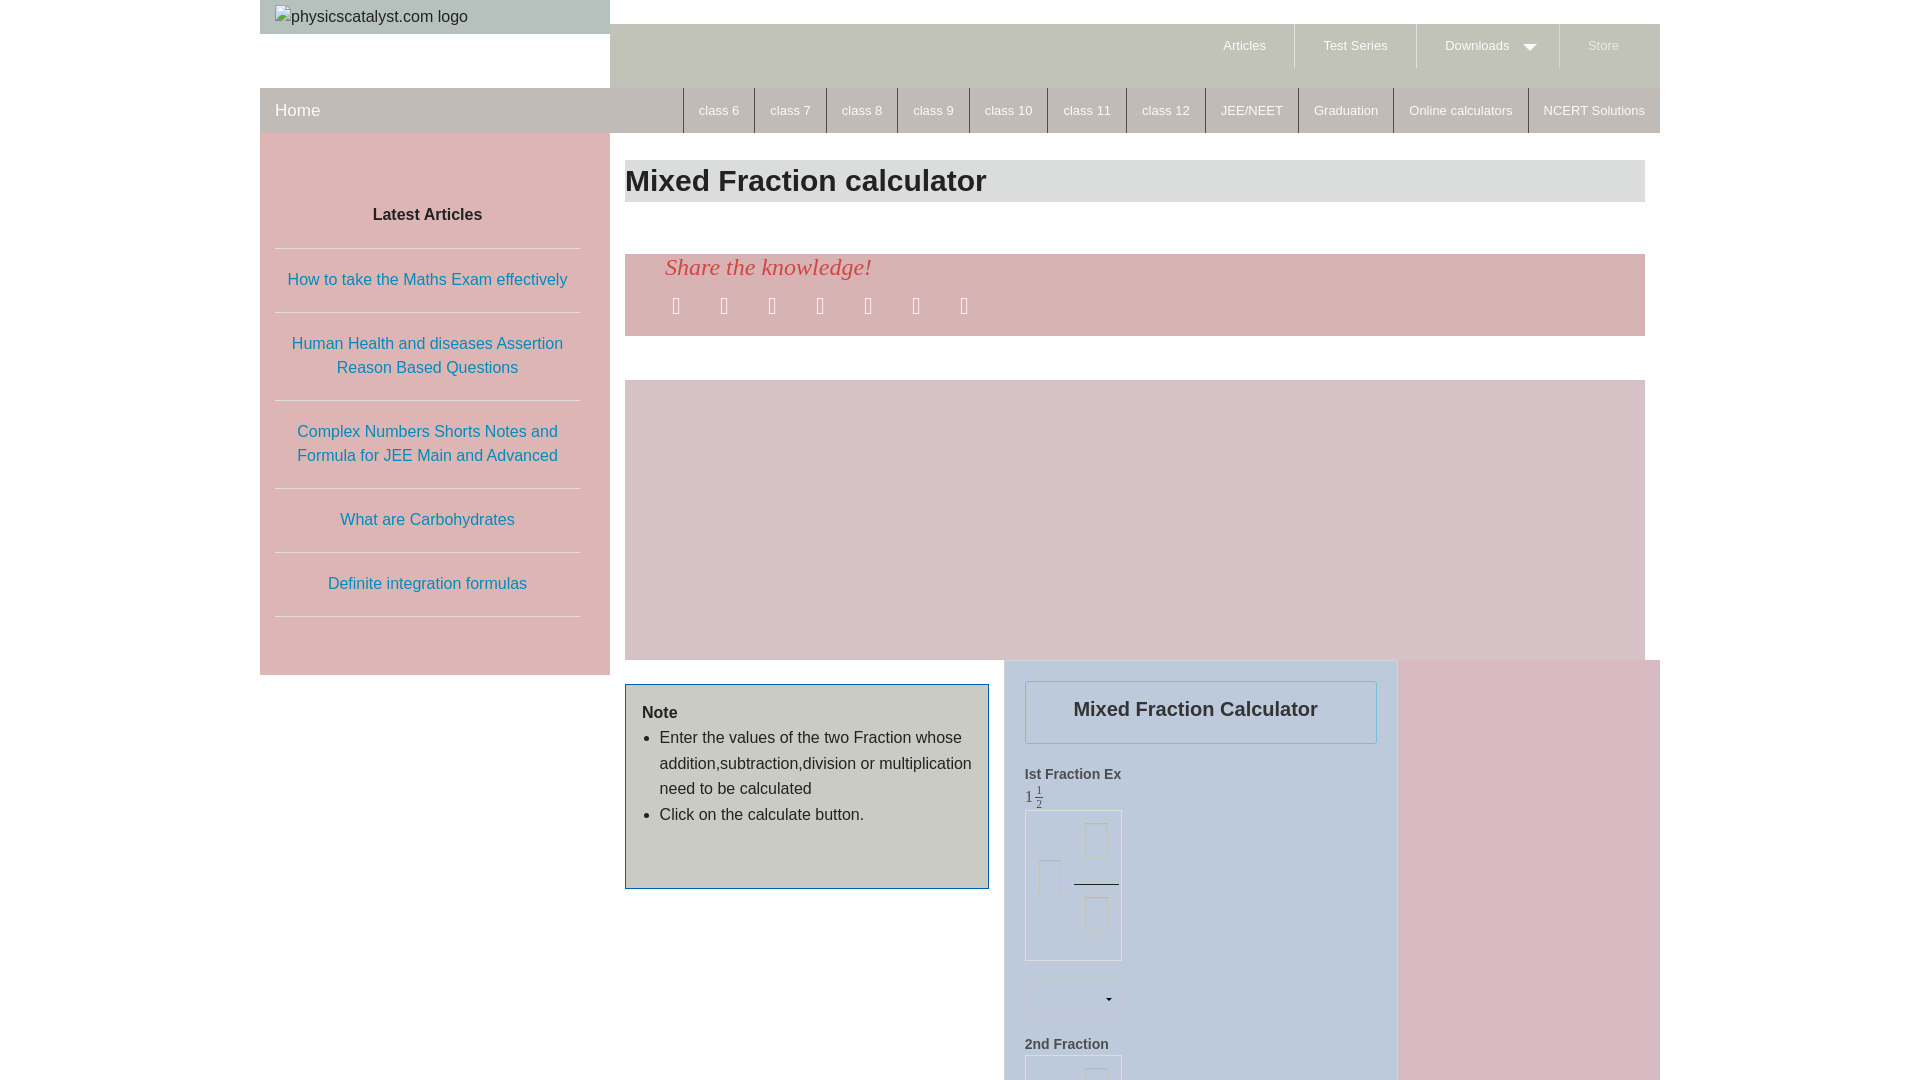 physicscatalyst.com logo
Articles
Test Series
Downloads
Store
Home
class 6
class 7
class 8
class 9
class 10
class 11
class 12
JEE/NEET
Graduation
Online calculators
NCERT Solutions
Latest Articles
How to take the Maths Exam effectively
Human Health and diseases Assertion
Reason Based Questions
Complex Numbers Shorts Notes and
Formula for JEE Main and Advanced
What are Carbohydrates
Definite integration formulas
Mixed Fraction calculator
Share the knowledge!
Note
• Enter the values of the two Fraction whose
addition,subtraction,division or multiplication
need to be calculated
• Click on the calculate button.
Mixed Fraction Calculator
Ist Fraction Ex
1 1/2
2nd Fraction